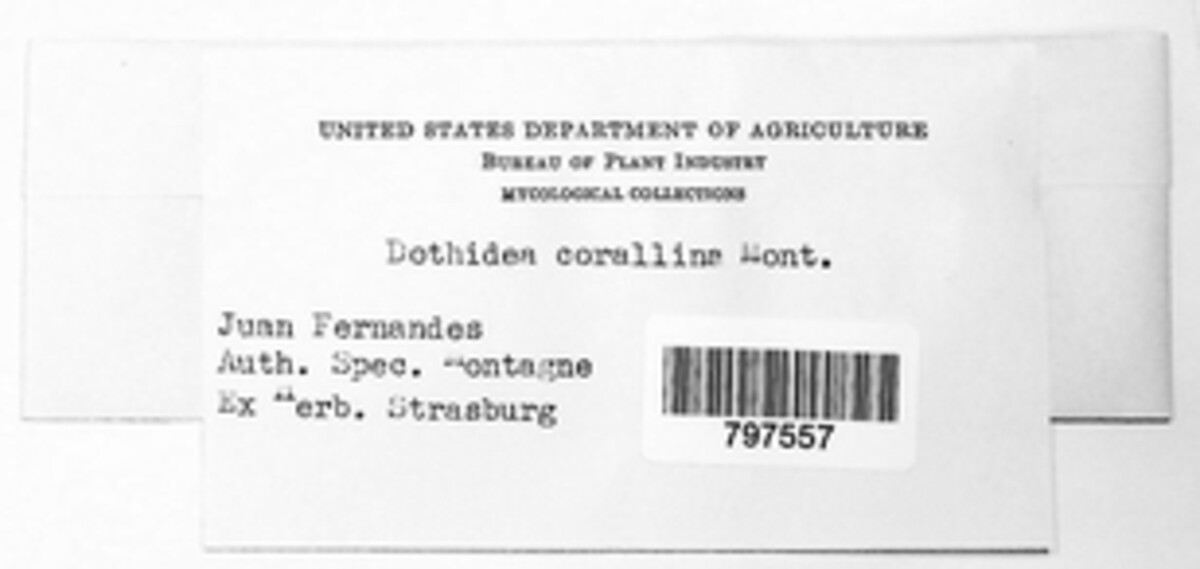 UNITED STATES DEPARTMENT OF AGRICULTURE
BUREAU OF PLANT INDUSTRY
MYCOLOGICAL COLLECTIONS
Dothidea corallina Mont.
Juan Fernandes
Auth. Spec. Montagne
Ex Herb. Strasburg
797557